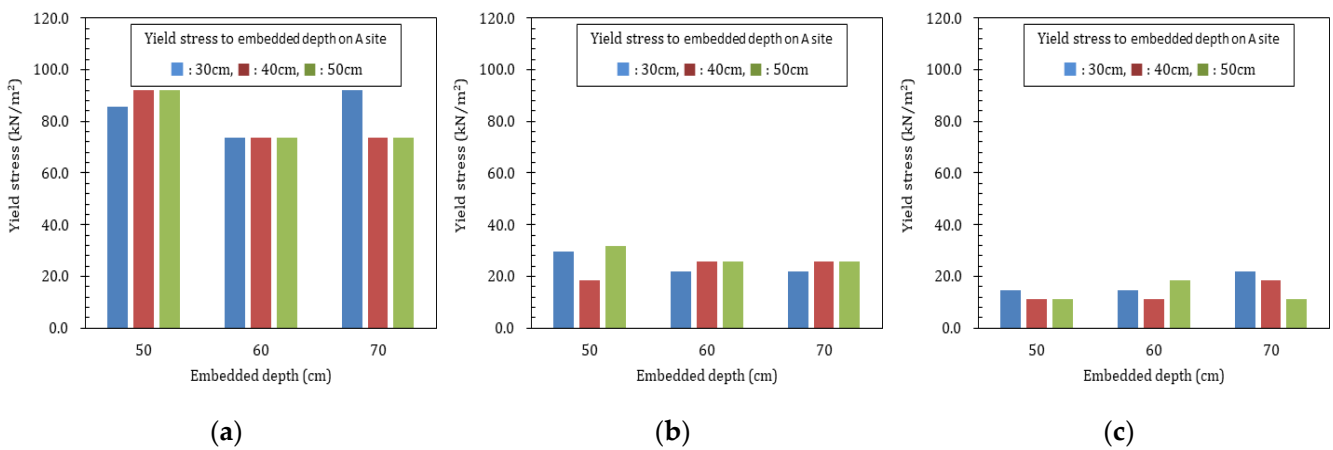 120.0
100.0
80.0
60.0
40.0
20.0
0.0
Yield stress (kN/m²)
Yield stress to embedded depth on A site
: 30cm, : 40cm, : 50cm
50 60 70
Embedded depth (cm)
(a)
120.0
100.0
80.0
60.0
40.0
20.0
0.0
Yield stress (kN/m²)
Yield stress to embedded depth on A site
: 30cm, : 40cm, : 50cm
50 60 70
Embedded depth (cm)
(b)
120.0
100.0
80.0
60.0
40.0
20.0
0.0
Yield stress (kN/m²)
Yield stress to embedded depth on A site
: 30cm, : 40cm, : 50cm
50 60 70
Embedded depth (cm)
(c)